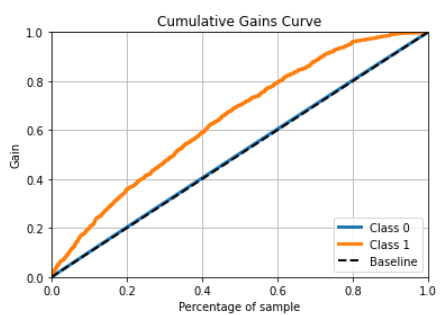 Cumulative Gains Curve
1.0
0.8
0.6
0.4
0.2
0.0
Gain
Class 0
Class 1
Baseline
0.0 0.2 0.4 0.6 0.8 1.0
Percentage of sample